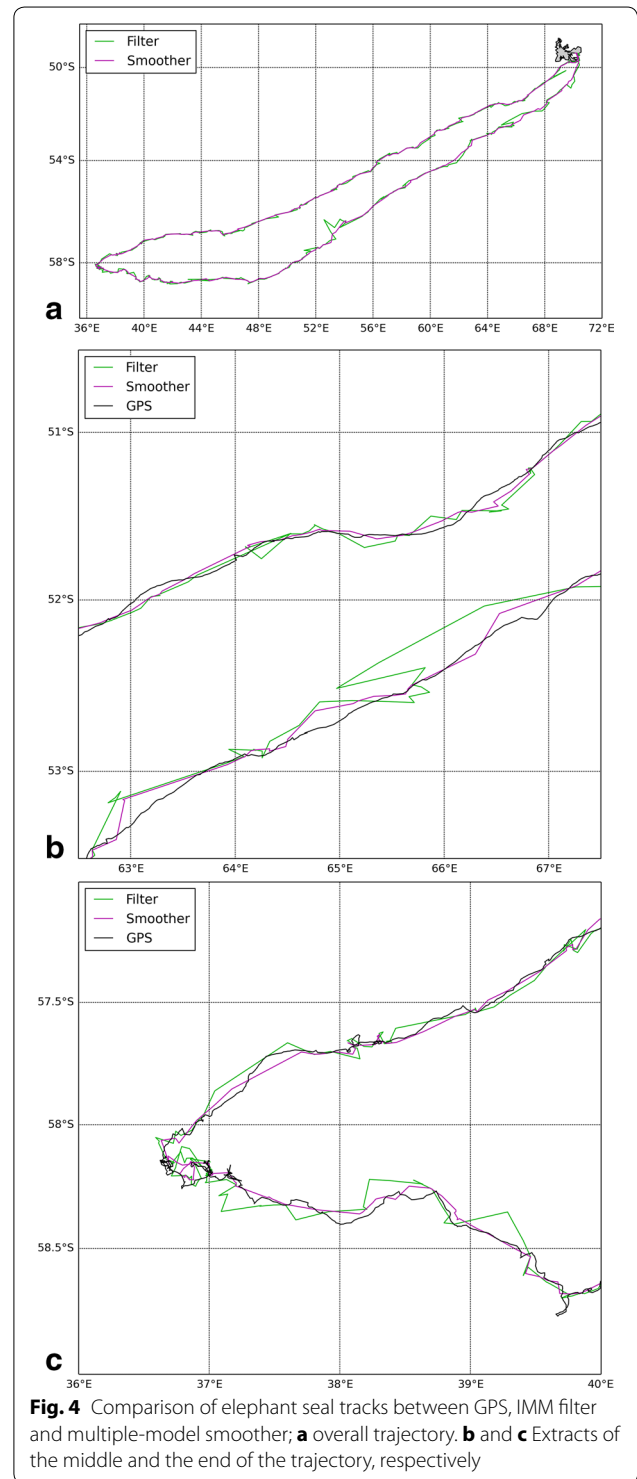 Filter
Smoother
50°S
54°S
58°S
a
36°E 40°E 44°E 48°E 52°E 56°E 60°E 64°E 68°E 72°E
Filter
Smoother
GPS
51°S
52°S
53°S
b
63°E 64°E 65°E 66°E 67°E
Filter
Smoother
GPS
57.5°S
58°S
58.5°S
c
36°E 37°E 38°E 39°E 40°E
Fig. 4 Comparison of elephant seal tracks between GPS, IMM filter
and multiple-model smoother; a overall trajectory. b and c Extracts of
the middle and the end of the trajectory, respectively